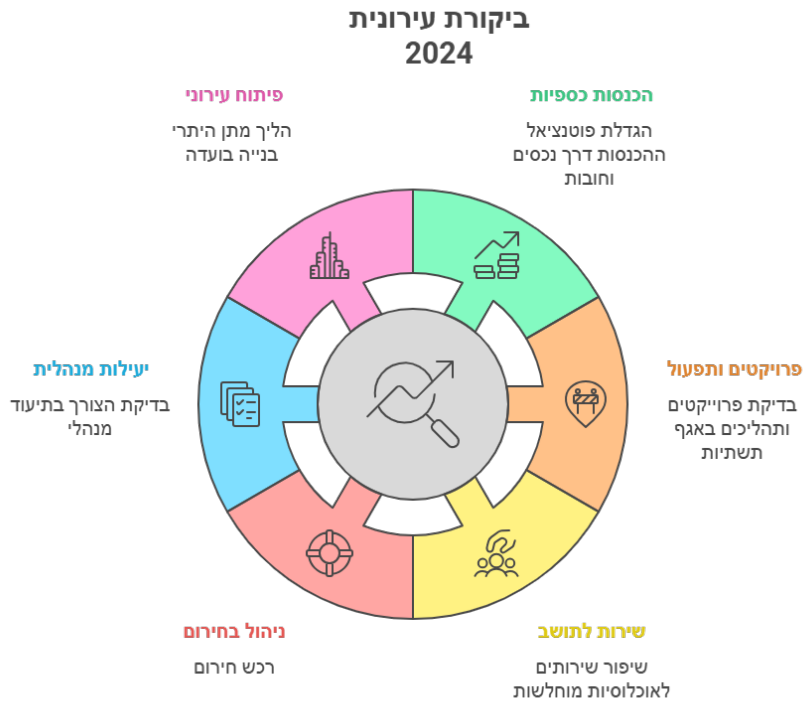 ביקורת עירונית
2024
הכנסות כספיות
הגדלת פוטנציאל
ההכנסות דרך נכסים
וחובות
פיתוח עירוני
הליך מתן היתרי
בנייה בועדה
פרויקטים ותפעול
בדיקת פרוייקטים
ותהליכים באגף
תשתיות
יעילות מנהלית
בדיקת הצורך בתיעוד
מנהלי
שירות לתושב
שיפור שירותים
לאוכלוסיות מוחלשות
ניהול בחירום
רכש חירום